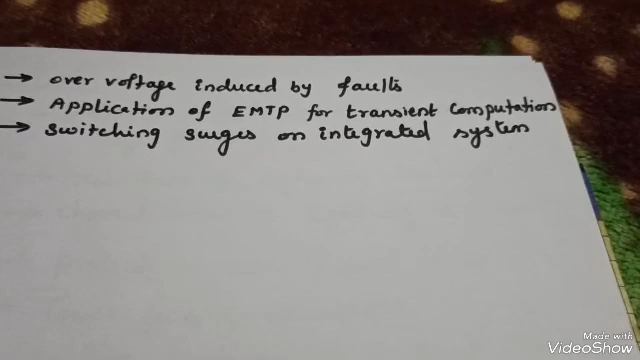 → over voltage induced by faults
→ Application of EMTP for transient computation
→ switching surges on integrated system
Made with
VideoShow